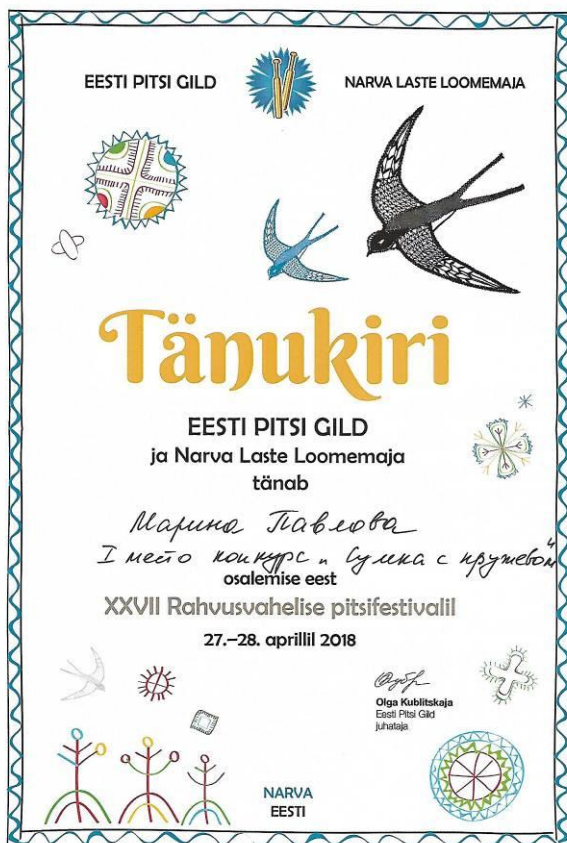 EESTI PITSI GILD
NARVA LASTE LOOMEMAJA
Tänukiri
EESTI PITSI GILD
ja Narva Laste Loomemaja
tänab
Марина Павлова
I место конкурс „Сумка с кружевом“
osalemise eest
XXVII Rahvusvahelise pitsifestivalil
27.–28. aprillil 2018
Olga Kublitskaja
Eesti Pitsi Gild
juhataja
NARVA
EESTI